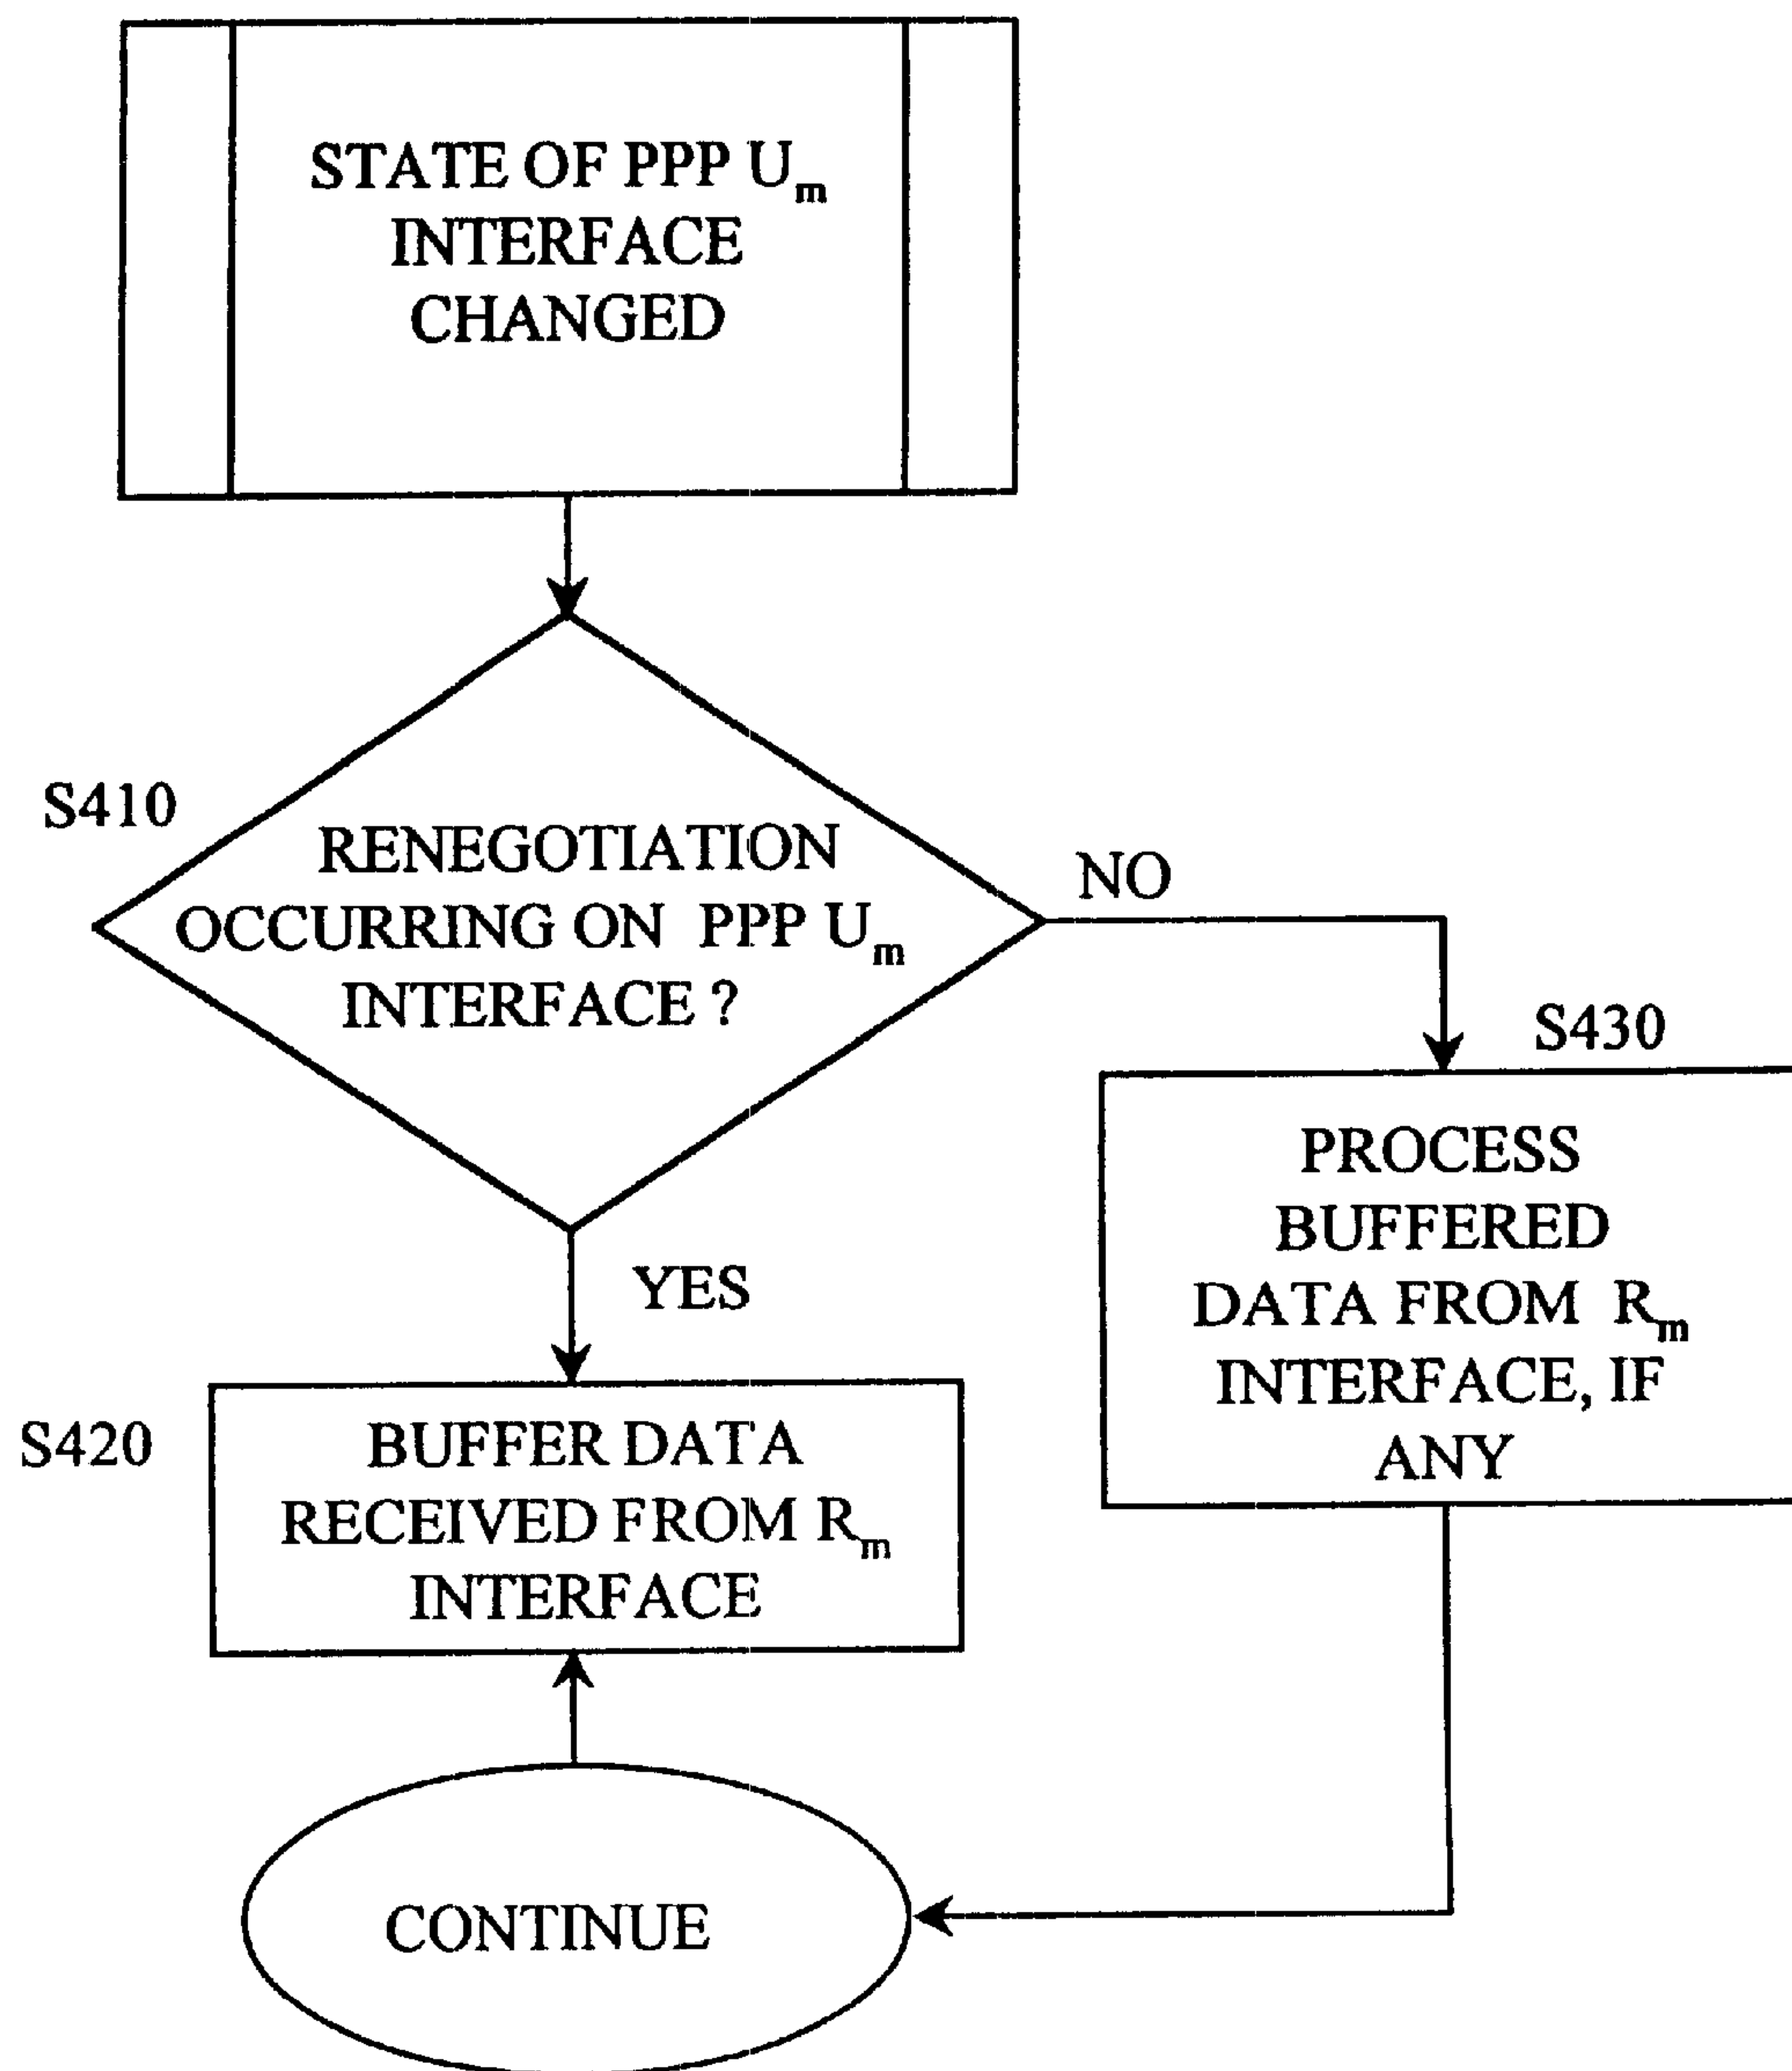 STATE OF PPP Um
INTERFACE
CHANGED
S410
RENEGOTIATION
OCCURRING ON PPP Um
INTERFACE ?
NO
YES
S430
PROCESS
BUFFERED
DATA FROM Rm
INTERFACE, IF
ANY
S420
BUFFER DATA
RECEIVED FROM Rm
INTERFACE
CONTINUE